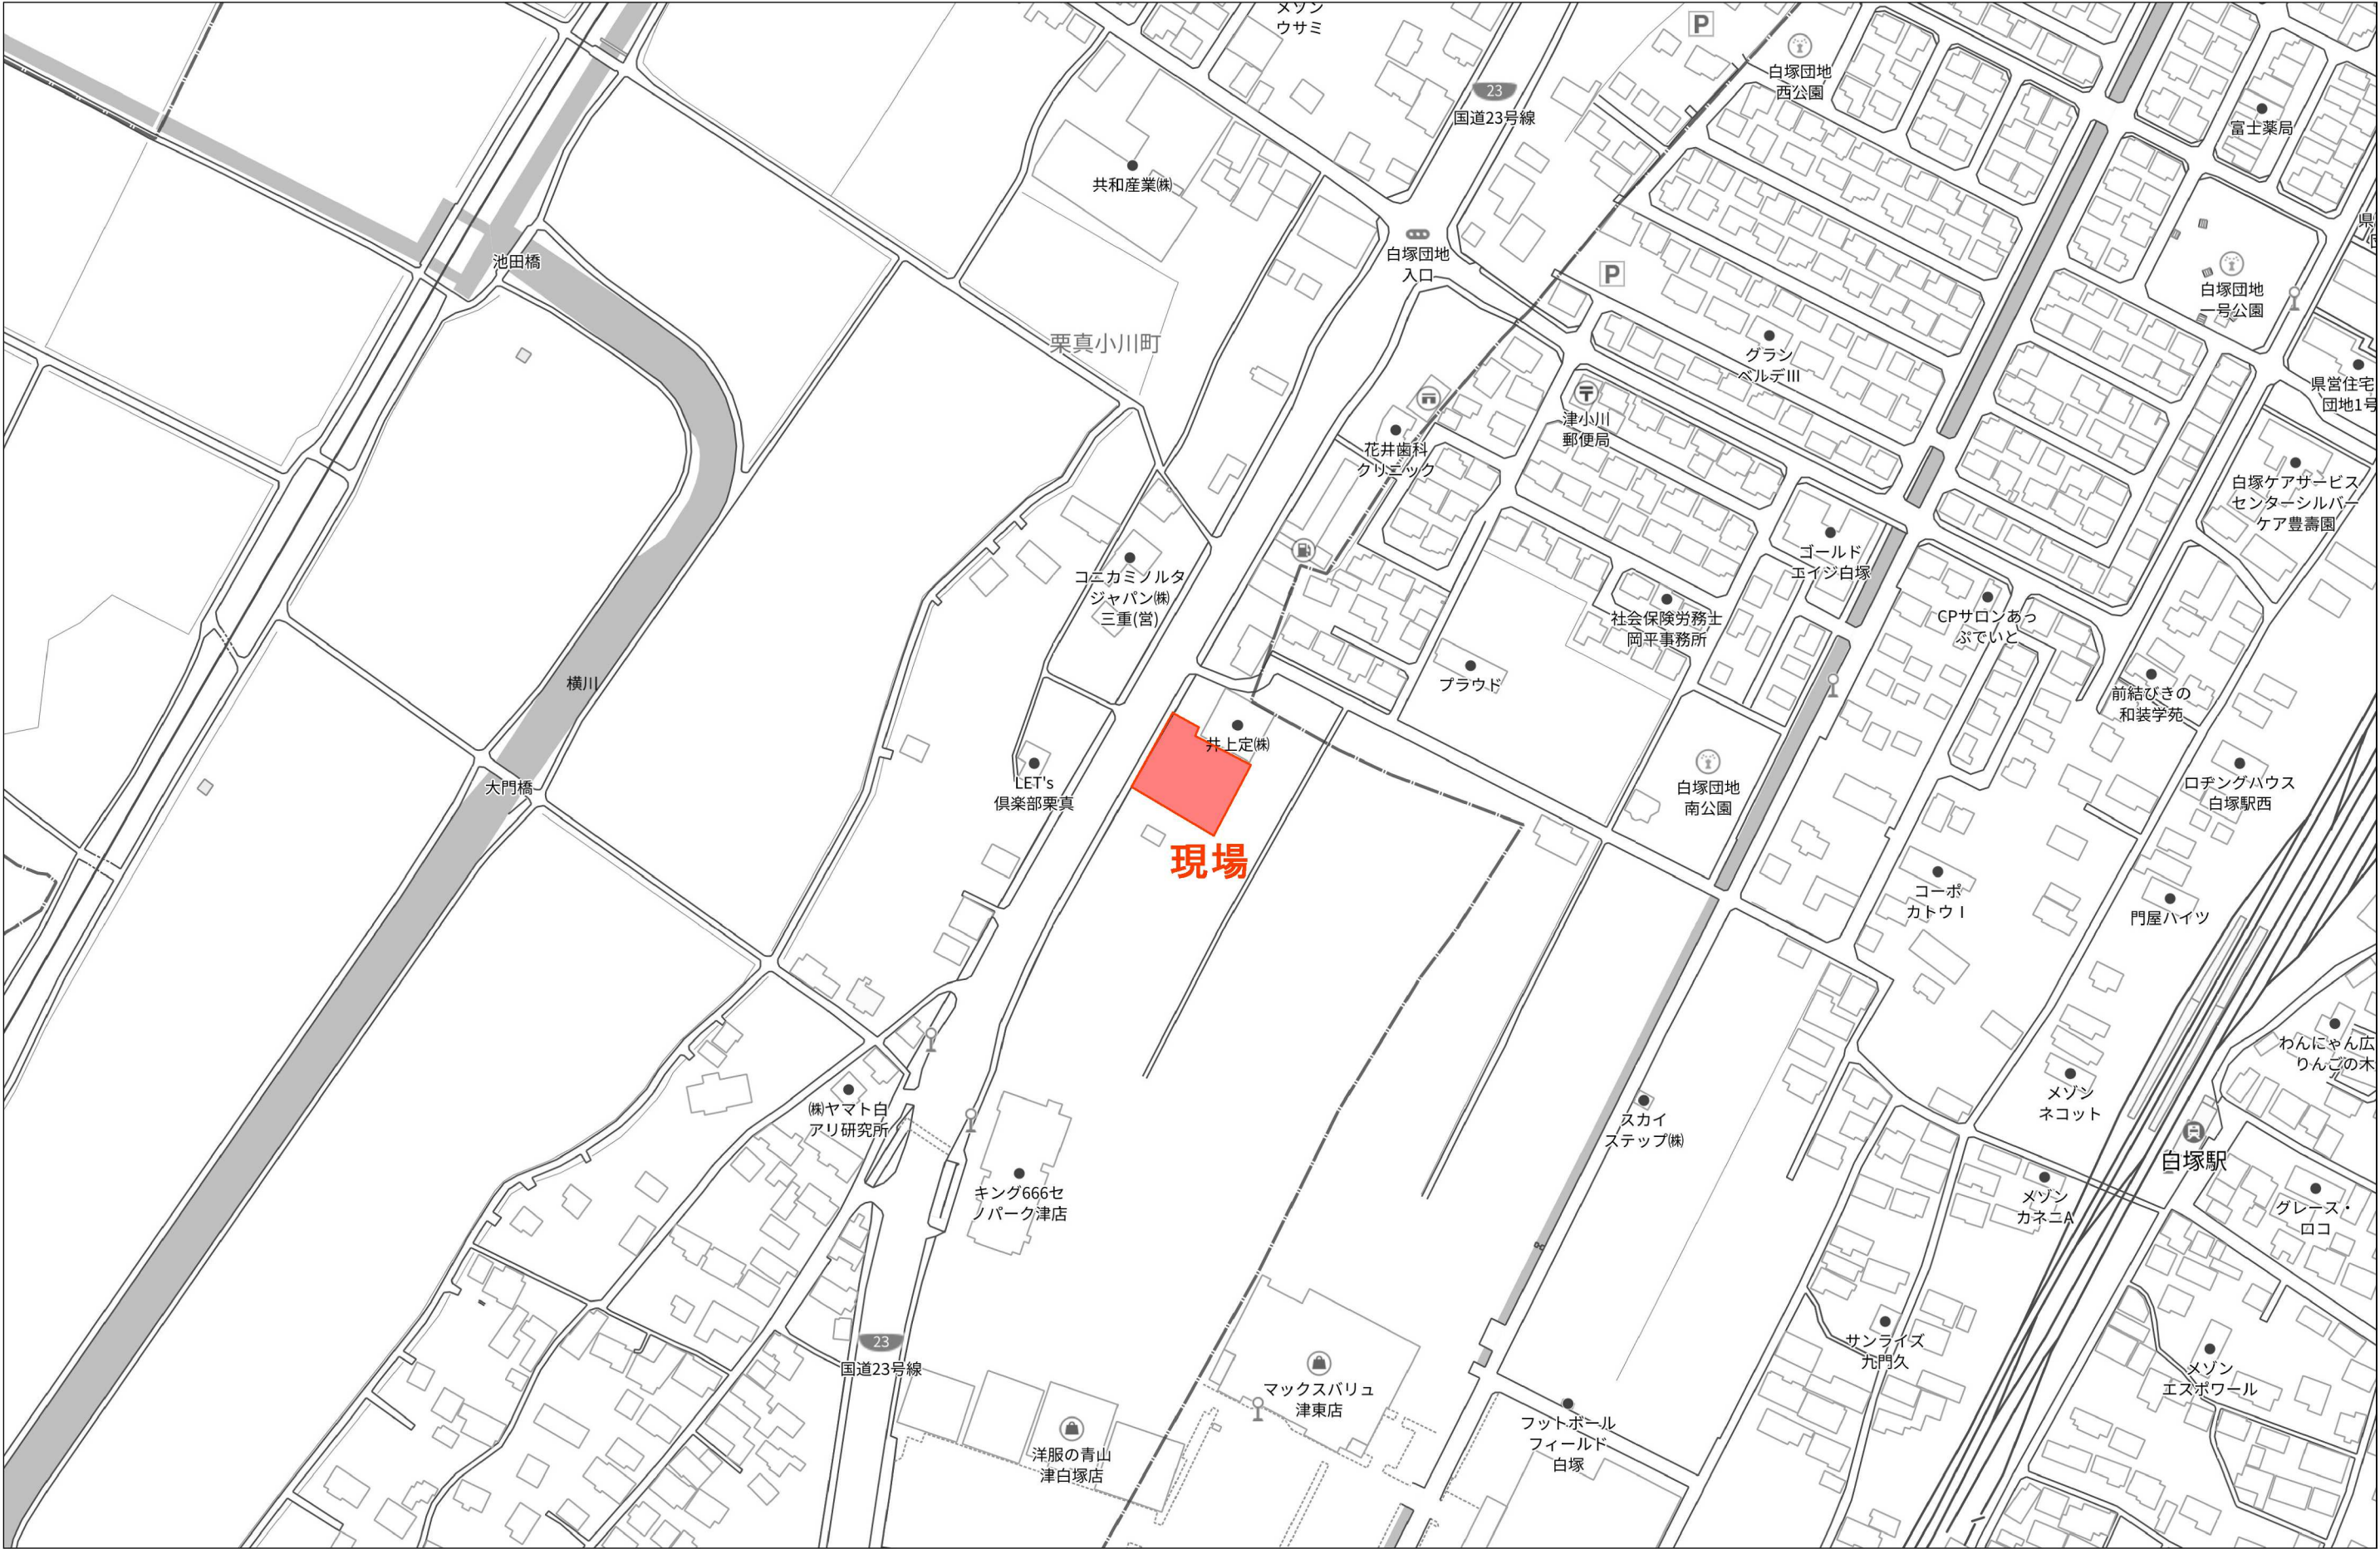 メゾン
ウサミ
P
白塚団地
西公園
23
国道23号線
富士薬局
共和産業㈱
白塚団地
入口
P
池田橋
白塚団地
一号公園
栗真小川町
グラン
ベルデIII
県営住宅
団地1号
津小川
郵便局
花井歯科
クリニック
白塚ケアサービス
センターシルバー
ケア豊壽園
ゴールド
エイジ白塚
コニカミノルタ
ジャパン㈱
三重(営)
社会保険労務士
岡平事務所
CPサロンあっ
ぷでいと
横川
プラウド
前結びきの
和装学苑
井上定㈱
LET's
倶楽部栗真
大門橋
白塚団地
南公園
ロヂングハウス
白塚駅西
現場
コーポ
カトウⅠ
門屋ハイツ
わんにゃん広
りんごの木
メゾン
ネコット
㈱ヤマト白
アリ研究所
スカイ
ステップ㈱
白塚駅
キング666セ
ノパーク津店
メゾン
カネニA
グレース・
ロコ
23
国道23号線
サンライズ
九門久
メゾン
エスポワール
マックスバリュ
津東店
洋服の青山
津白塚店
フットボール
フィールド
白塚